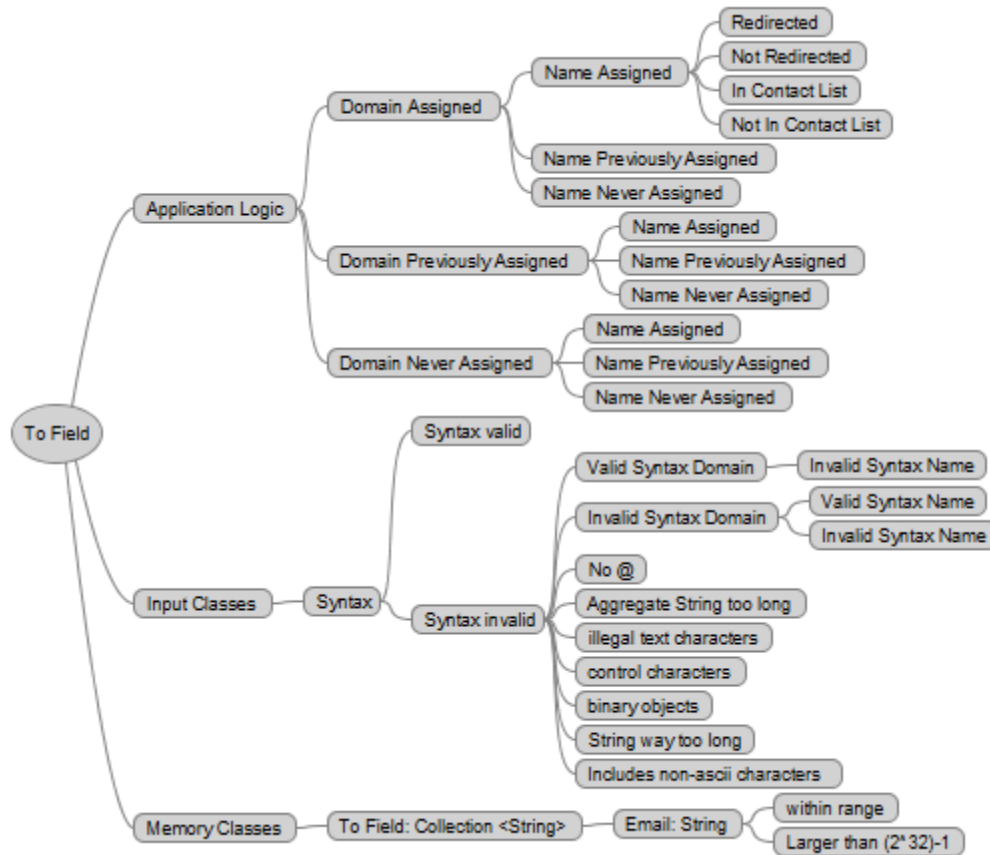 To Field
Application Logic
Domain Assigned
Name Assigned
Redirected
Not Redirected
In Contact List
Not In Contact List
Name Previously Assigned
Name Never Assigned
Domain Previously Assigned
Name Assigned
Name Previously Assigned
Name Never Assigned
Domain Never Assigned
Name Assigned
Name Previously Assigned
Name Never Assigned
Input Classes
Syntax
Syntax valid
Syntax invalid
Valid Syntax Domain
Invalid Syntax Name
Invalid Syntax Domain
Valid Syntax Name
Invalid Syntax Name
No @
Aggregate String too long
illegal text characters
control characters
binary objects
String way too long
Includes non-ascii characters
Memory Classes
To Field: Collection <String>
Email: String
within range
Larger than (2^32)-1